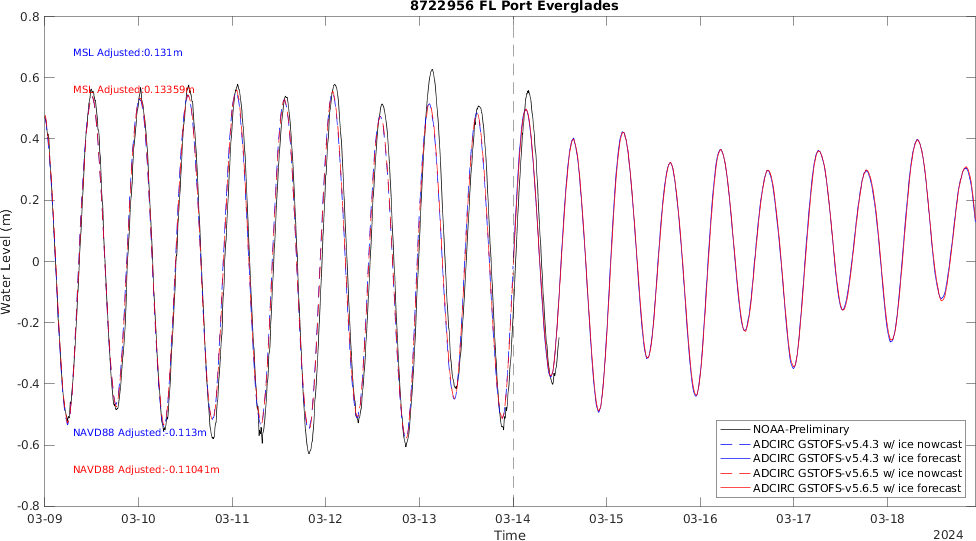 8722956 FL Port Everglades
0.8
MSL Adjusted:0.131m
0.6
MSL Adjusted:0.13359m
0.4
0.2
Water Level (m)
0
-0.2
-0.4
NAVD88 Adjusted:-0.113m
-0.6
NAVD88 Adjusted:-0.11041m
-0.8
NOAA-Preliminary
ADCIRC GSTOFS-v5.4.3 w/ ice nowcast
ADCIRC GSTOFS-v5.4.3 w/ ice forecast
ADCIRC GSTOFS-v5.6.5 w/ ice nowcast
ADCIRC GSTOFS-v5.6.5 w/ ice forecast
03-09 03-10 03-11 03-12 03-13 03-14 03-15 03-16 03-17 03-18
Time
2024